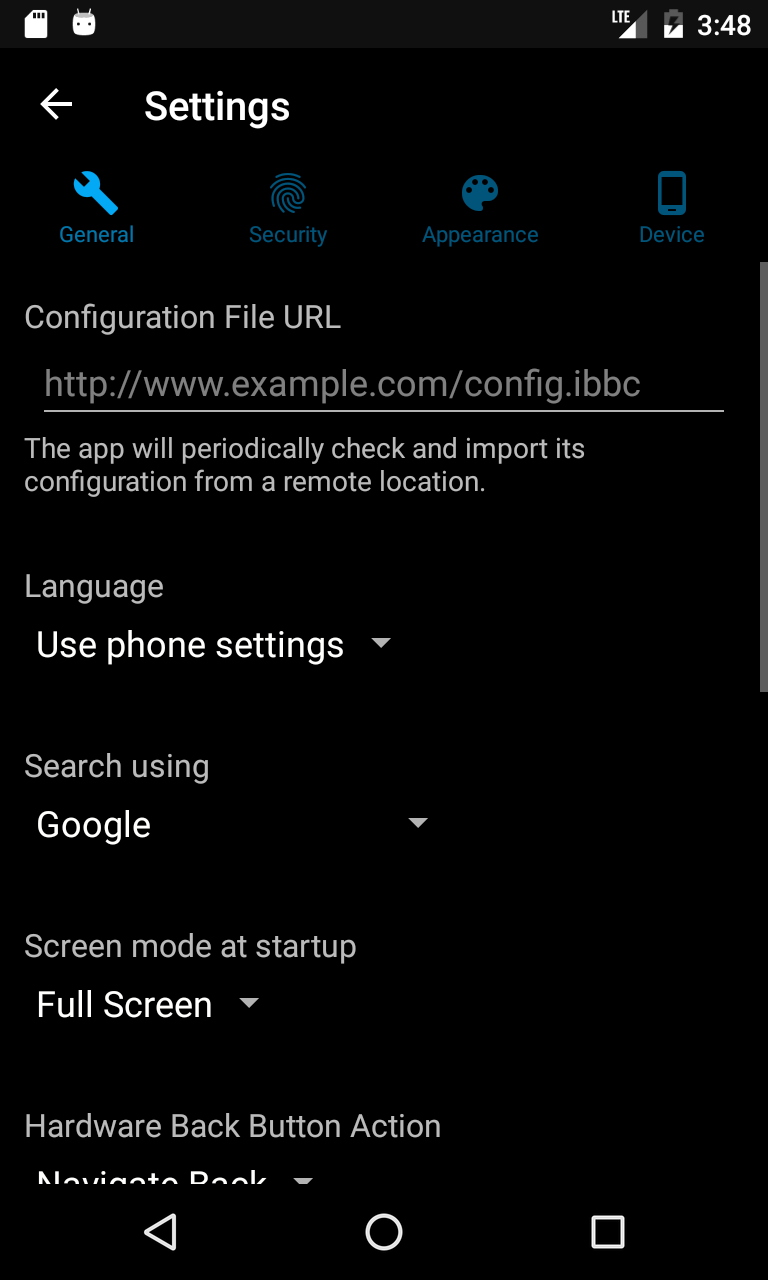 LTE 3:48
Settings
General Security Appearance Device
Configuration File URL
http://www.example.com/config.ibbc
The app will periodically check and import its
configuration from a remote location.
Language
Use phone settings
Search using
Google
Screen mode at startup
Full Screen
Hardware Back Button Action
Navigate Back